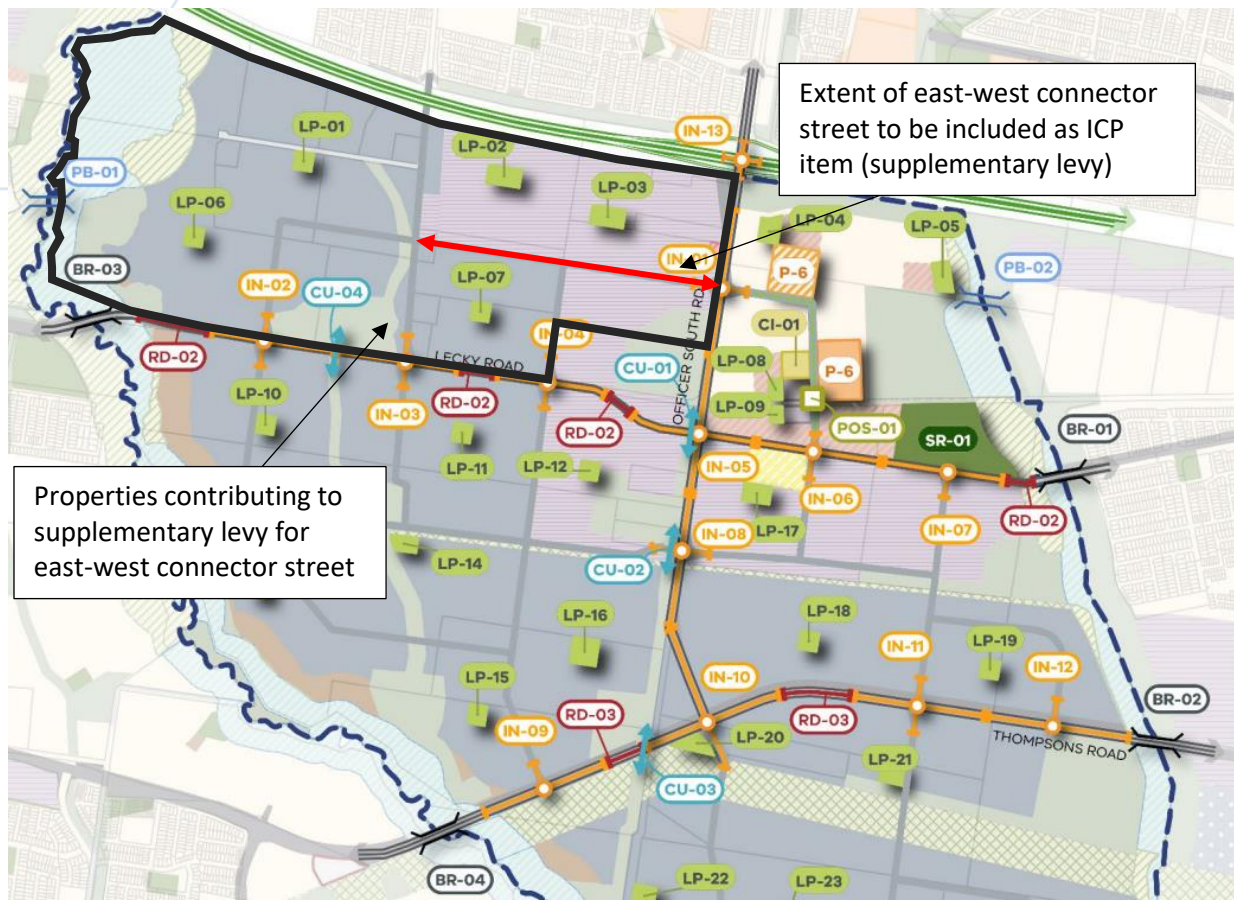 IN-13
Extent of east-west connector
street to be included as ICP
item (supplementary levy)
LP-01
LP-02
LP-03
PB-01
LP-06
LP-04
LP-05
P-6
PB-02
IN-01
BR-03
IN-02
CU-04
LP-07
IN-04
OFFICER SOUTH RD
CI-01
LP-08
P-6
RD-02
LECKY ROAD
CU-01
LP-10
IN-03
RD-02
RD-02
LP-09
POS-01
SR-01
BR-01
LP-11
LP-12
IN-05
IN-06
IN-07
RD-02
Properties contributing to
supplementary levy for
east-west connector street
LP-17
IN-08
LP-14
CU-02
LP-16
LP-18
LP-19
IN-11
IN-12
LP-15
IN-10
BR-02
IN-09
RD-03
RD-03
THOMPSONS ROAD
LP-20
LP-21
CU-03
BR-04
LP-22
LP-23